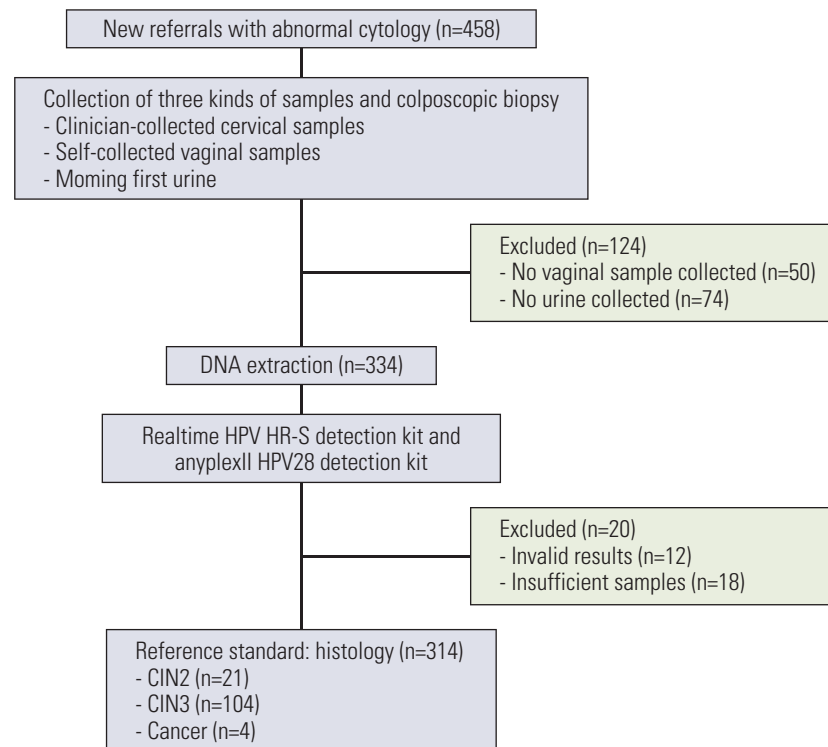 New referrals with abnormal cytology (n=458)
Collection of three kinds of samples and colposcopic biopsy
- Clinician-collected cervical samples
- Self-collected vaginal samples
- Moming first urine
Excluded (n=124)
- No vaginal sample collected (n=50)
- No urine collected (n=74)
DNA extraction (n=334)
Realtime HPV HR-S detection kit and
anyplexII HPV28 detection kit
Excluded (n=20)
- Invalid results (n=12)
- Insufficient samples (n=18)
Reference standard: histology (n=314)
- CIN2 (n=21)
- CIN3 (n=104)
- Cancer (n=4)